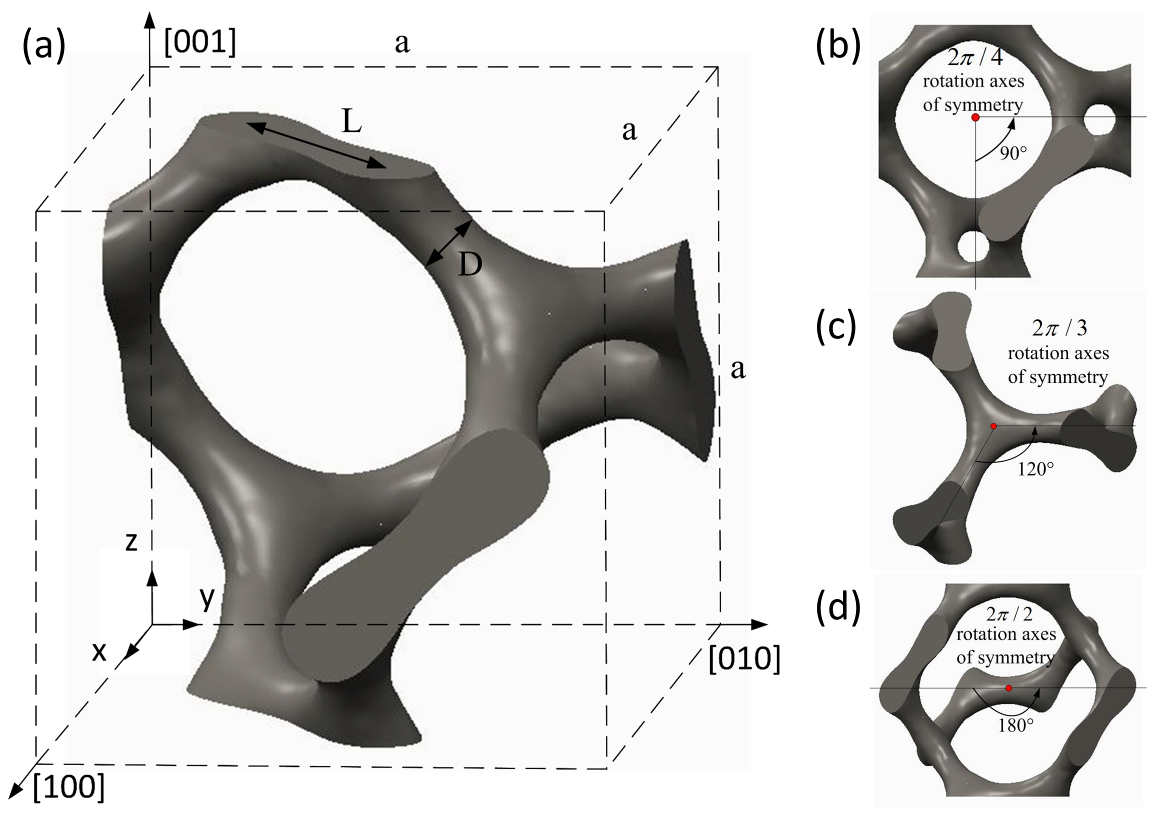 (a)
[001]
a
L
a
D
a
z
y
x
[010]
[100]
(b)
2π / 4
rotation axes
of symmetry
90°
(c)
2π / 3
rotation axes
of symmetry
120°
(d)
2π / 2
rotation axes
of symmetry
180°